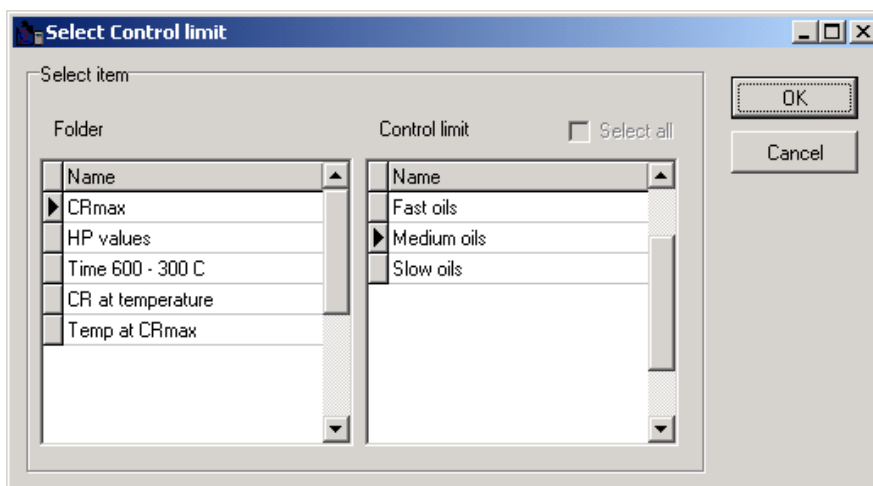 Select Control limit
Select item
OK
Folder
Control limit
Select all
Cancel
Name
CRmax
HP values
Time 600 - 300 C
CR at temperature
Temp at CRmax
Name
Fast oils
Medium oils
Slow oils